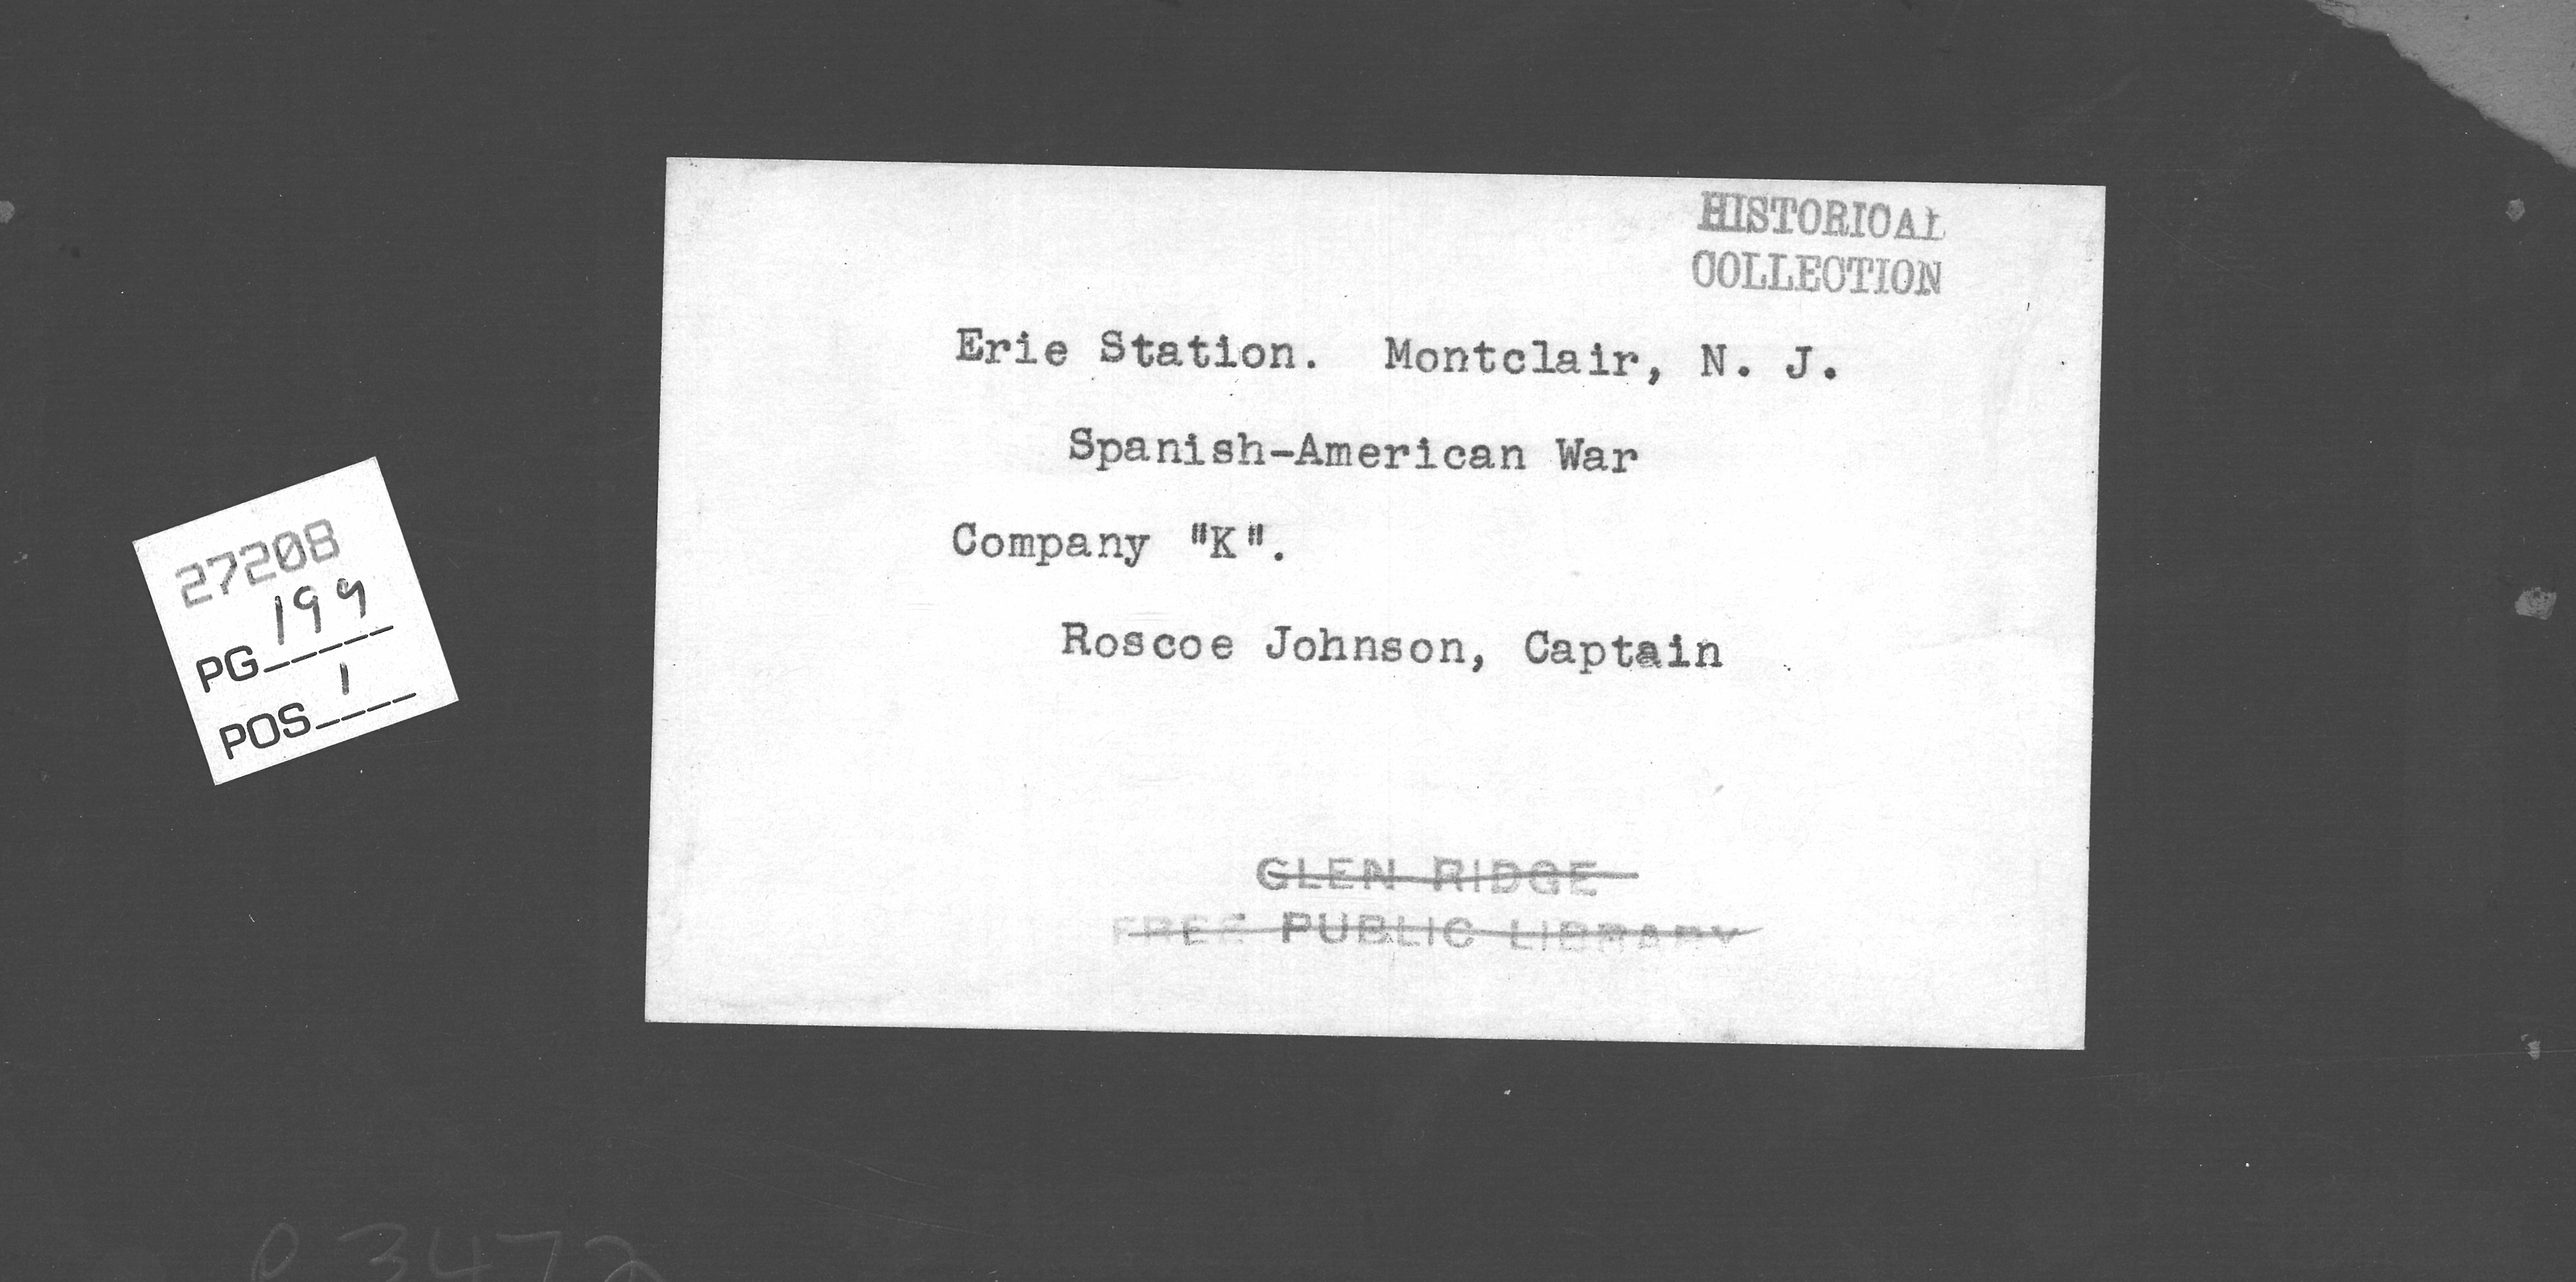 HISTORICAL
COLLECTION
Erie Station. Montclair, N. J.
Spanish-American War
Company "K".
Roscoe Johnson, Captain
GLEN RIDGE
FREE PUBLIC LIBRARY
27208
PG 199
POS 1
P 3472